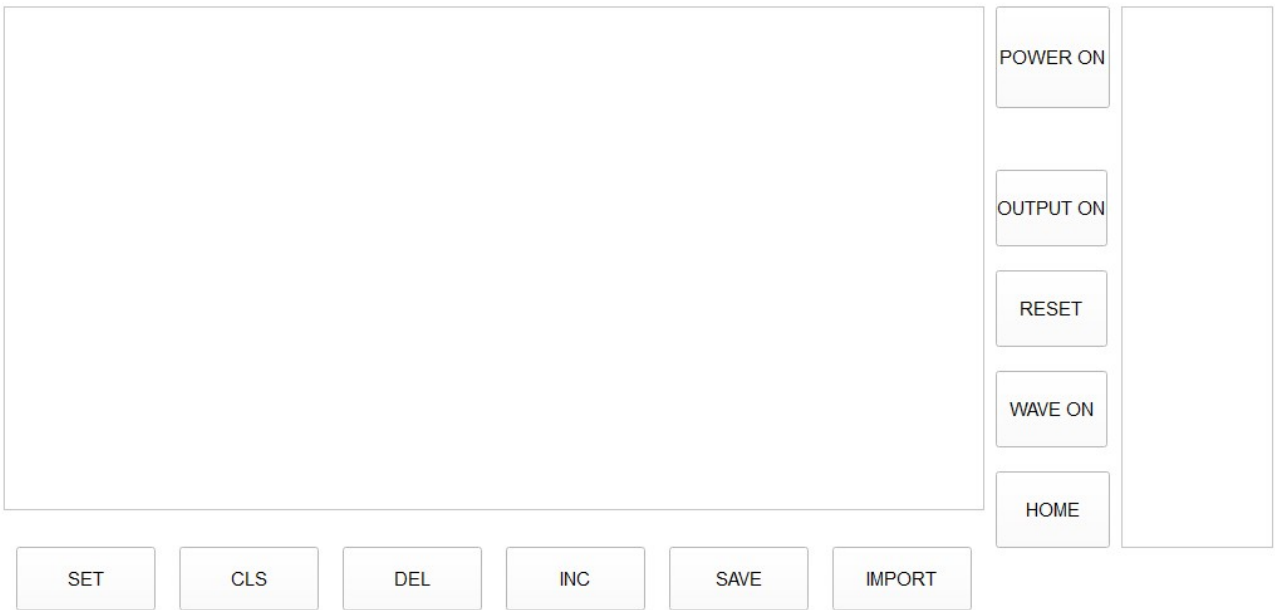 POWER ON
OUTPUT ON
RESET
WAVE ON
HOME
SET
CLS
DEL
INC
SAVE
IMPORT